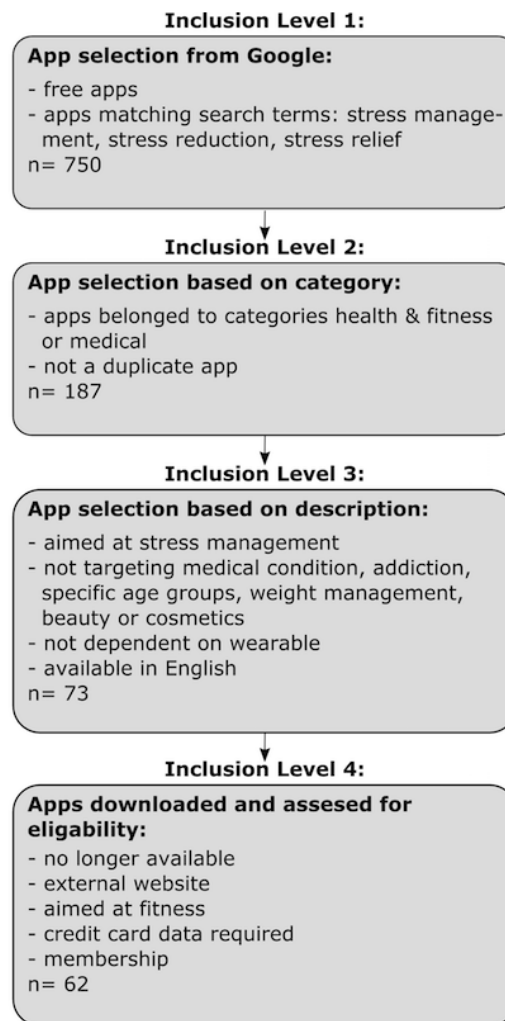 Inclusion Level 1:
App selection from Google:
- free apps
- apps matching search terms: stress manage-
ment, stress reduction, stress relief
n= 750
Inclusion Level 2:
App selection based on category:
- apps belonged to categories health & fitness
or medical
- not a duplicate app
n= 187
Inclusion Level 3:
App selection based on description:
- aimed at stress management
- not targeting medical condition, addiction,
specific age groups, weight management,
beauty or cosmetics
- not dependent on wearable
- available in English
n= 73
Inclusion Level 4:
Apps downloaded and assesed for
eligability:
- no longer available
- external website
- aimed at fitness
- credit card data required
- membership
n= 62